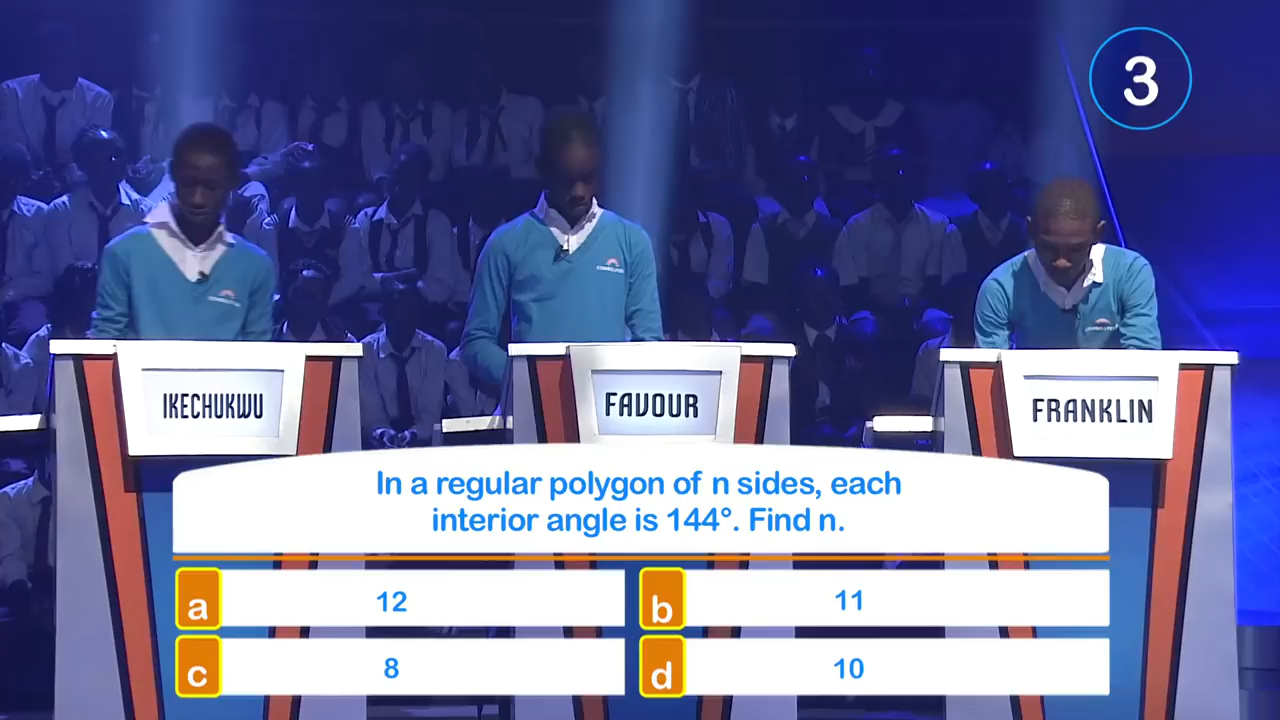 3
IKECHUKWU
FAVOUR
FRANKLIN
In a regular polygon of n sides, each
interior angle is 144°. Find n.
a 12
b 11
c 8
d 10